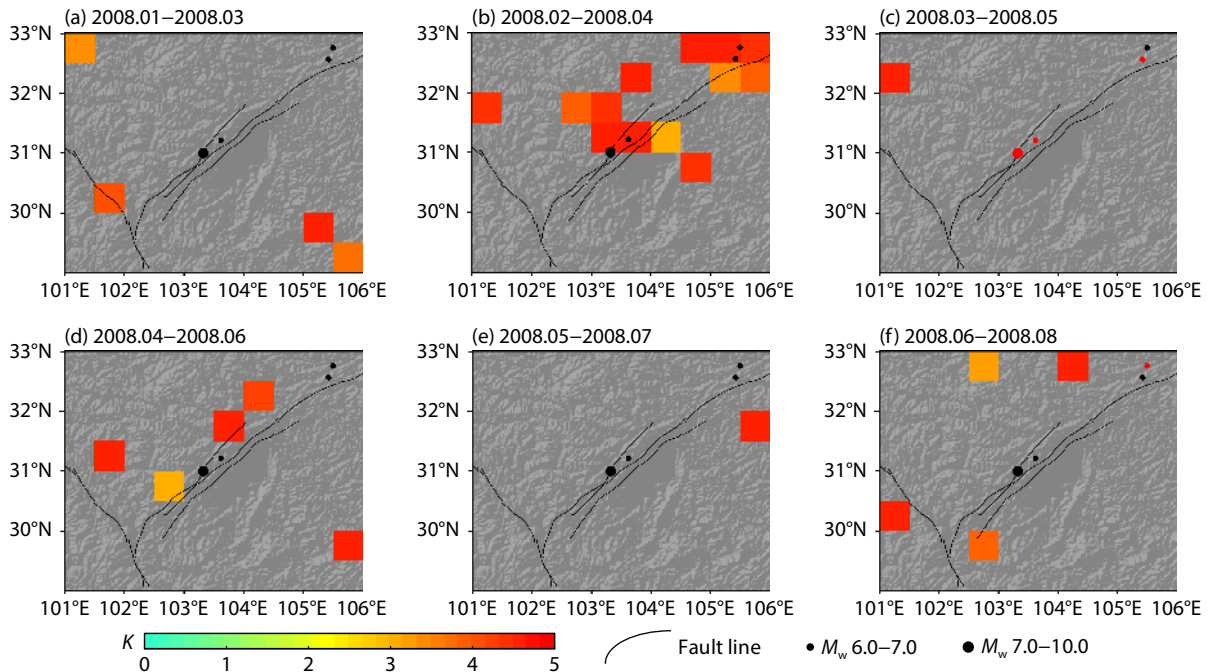 (a) 2008.01−2008.03 (b) 2008.02−2008.04 (c) 2008.03−2008.05
33°N 33°N 33°N
32°N 32°N 32°N
31°N 31°N 31°N
30°N 30°N 30°N
101°E 102°E 103°E 104°E 105°E 106°E 101°E 102°E 103°E 104°E 105°E 106°E 101°E 102°E 103°E 104°E 105°E 106°E
(d) 2008.04−2008.06 (e) 2008.05−2008.07 (f) 2008.06−2008.08
33°N 33°N 33°N
32°N 32°N 32°N
31°N 31°N 31°N
30°N 30°N 30°N
101°E 102°E 103°E 104°E 105°E 106°E 101°E 102°E 103°E 104°E 105°E 106°E 101°E 102°E 103°E 104°E 105°E 106°E
K Fault line Mw 6.0−7.0 Mw 7.0−10.0
0 1 2 3 4 5